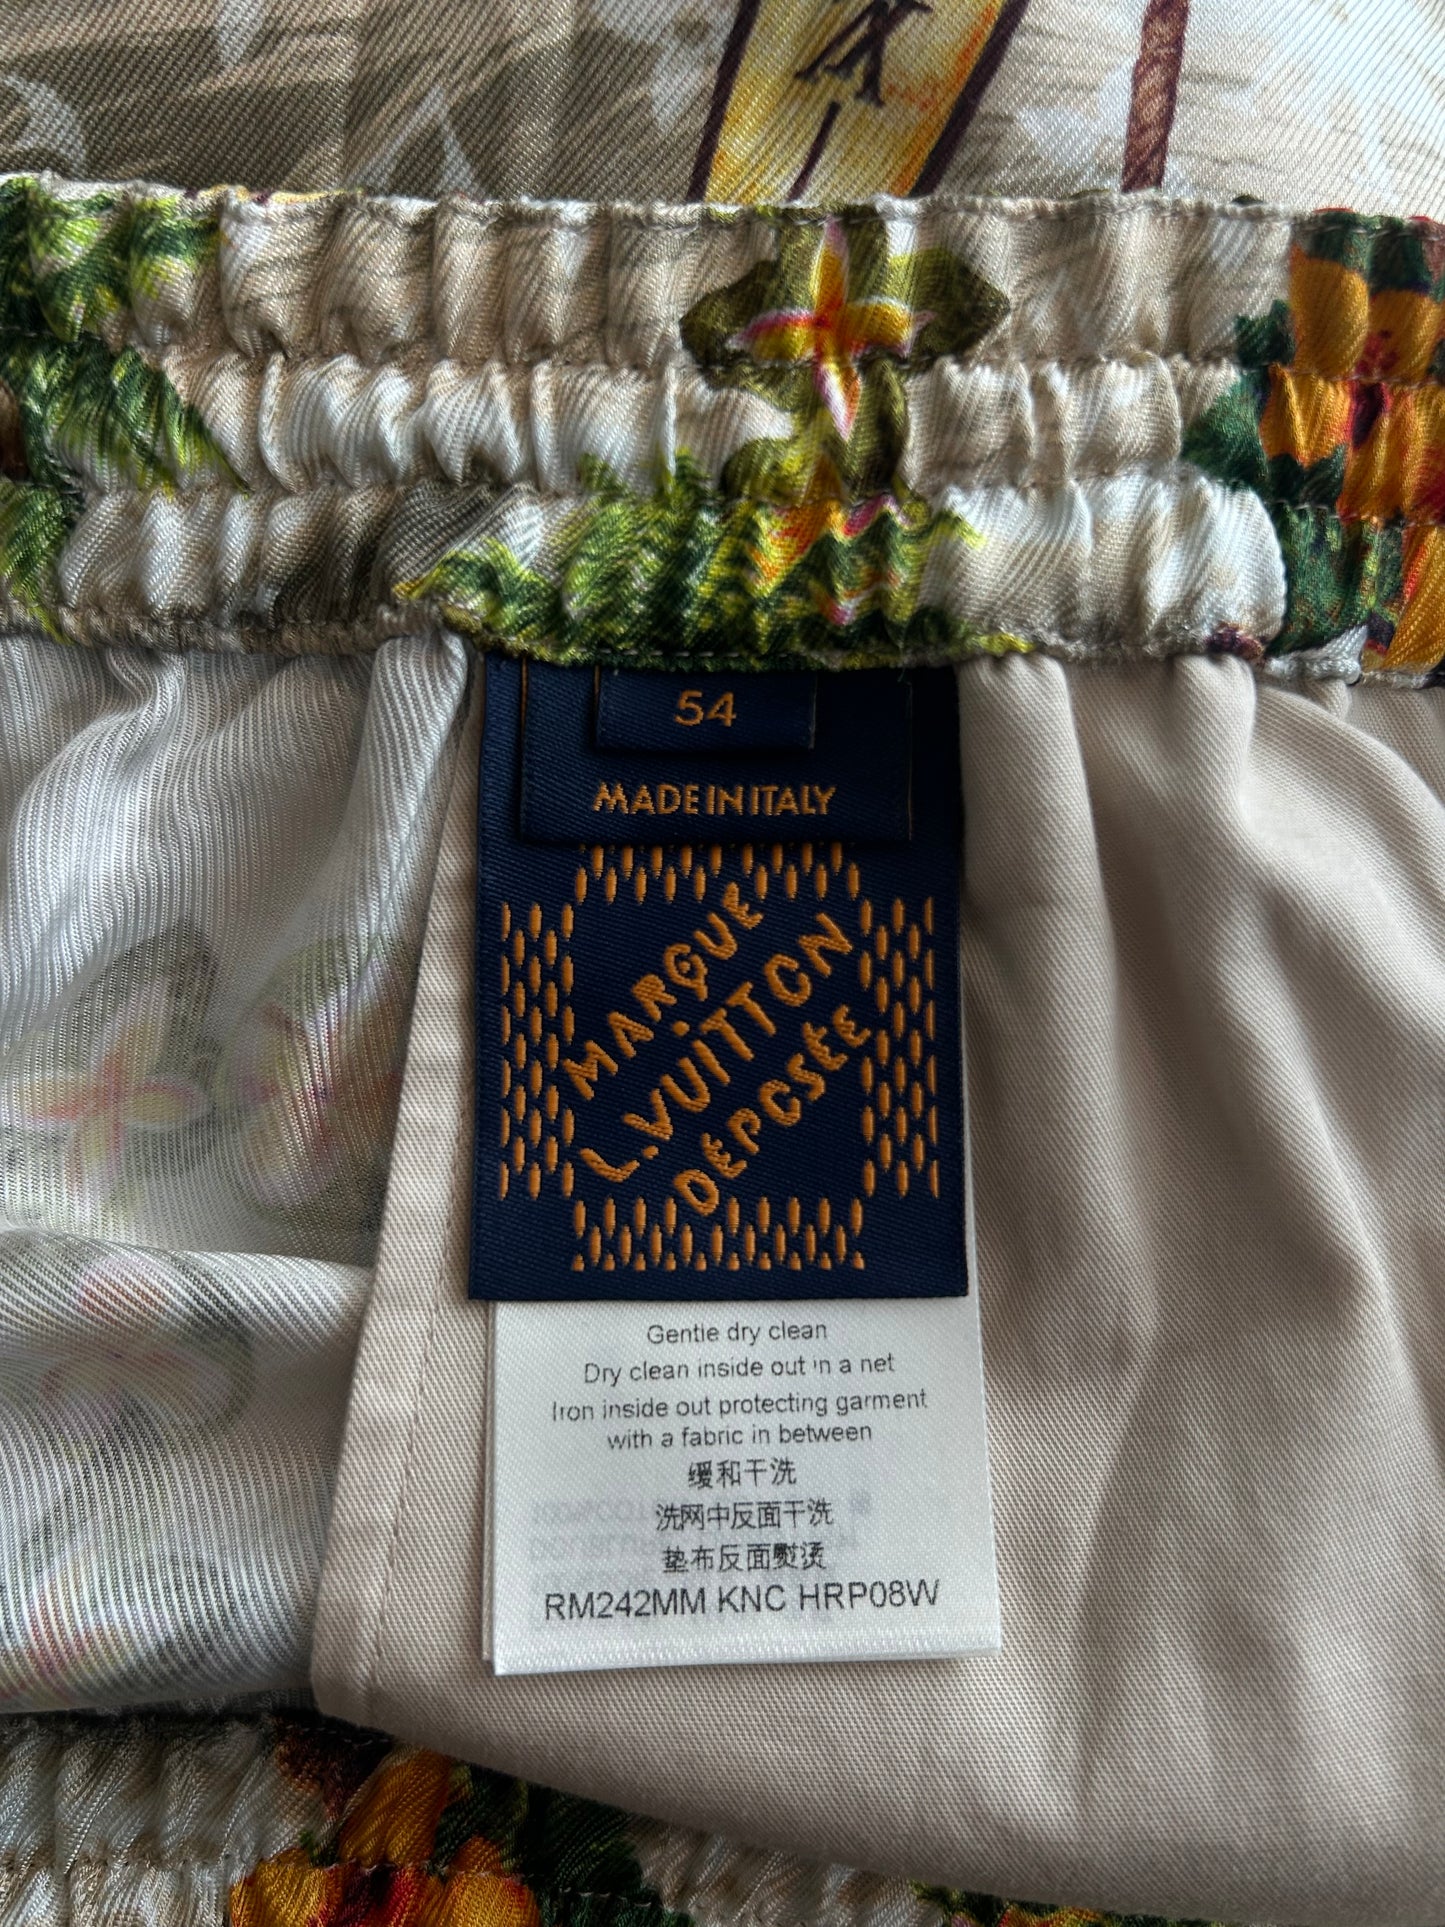 54
MADE IN ITALY
MARQUE
L.VUiTTON
DÉPOSÉE
Gentle dry clean
Dry clean inside out in a net
Iron inside out protecting garment
with a fabric in between
缓和干洗
洗网中反面干洗
垫布反面熨烫
RM242MM KNC HRP08W